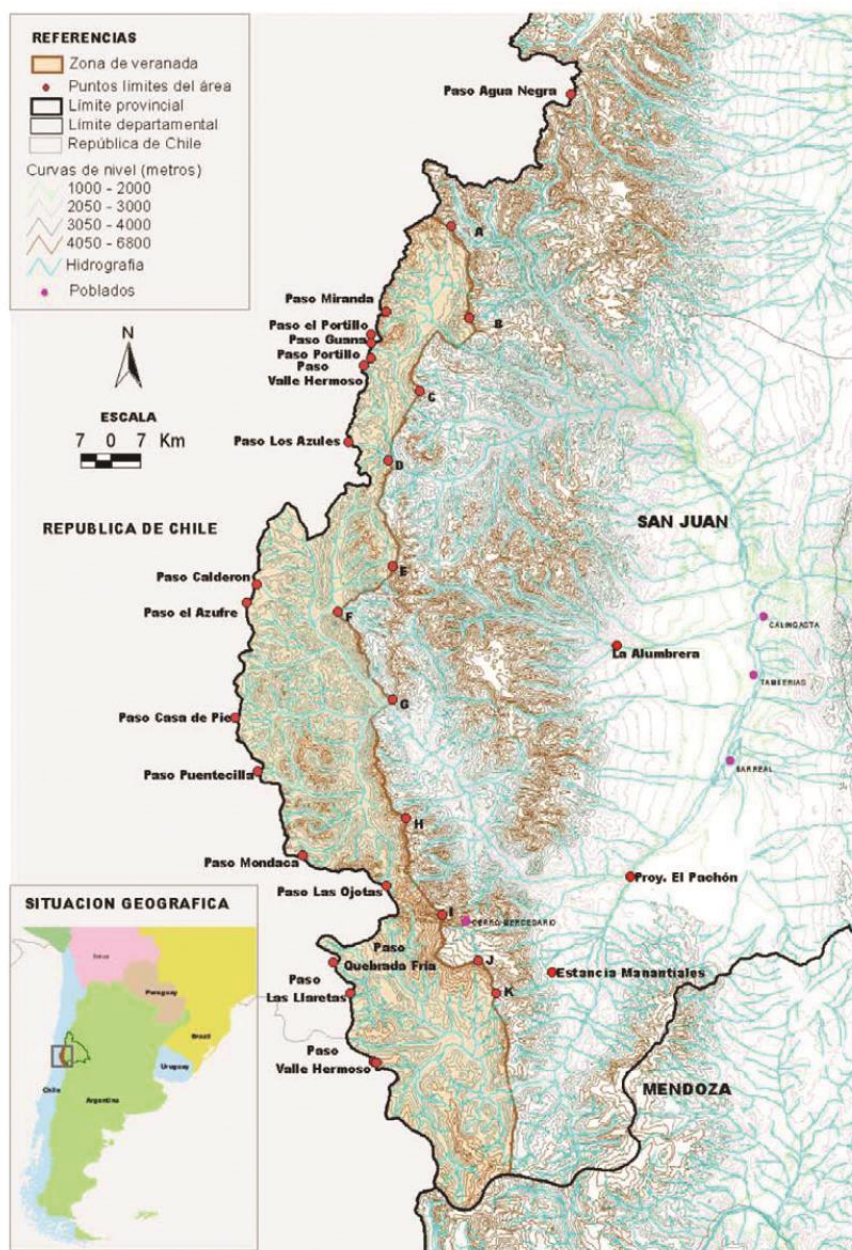 REFERENCIAS
Zona de veranada
Puntos límites del área
Límite provincial
Límite departamental
República de Chile
Curvas de nivel (metros)
1000 - 2000
2050 - 3000
3050 - 4000
4050 - 6800
Hidrografia
Poblados
N
ESCALA
7 0 7 Km
Paso Agua Negra
A
Paso Miranda
B
Paso el Portillo
Paso Guana
Paso Portillo
Paso
Valle Hermoso
C
Paso Los Azules
D
REPUBLICA DE CHILE
SAN JUAN
E
Paso Calderon
Paso el Azufre
F
CALINGASTA
La Alumbrera
G
Paso Casa de Pie
BARREAL
Paso Puentecilla
H
Paso Mondaca
Proy. El Pachón
Paso Las Ojotas
I
CERRO MERCEDARIO
Paso
Quebrada Fría
J
Estancia Manantiales
Paso
Las Llaretas
K
Paso
Valle Hermoso
MENDOZA
SITUACION GEOGRAFICA
Paraguay
Brazil
Uruguay
Chile
Argentina